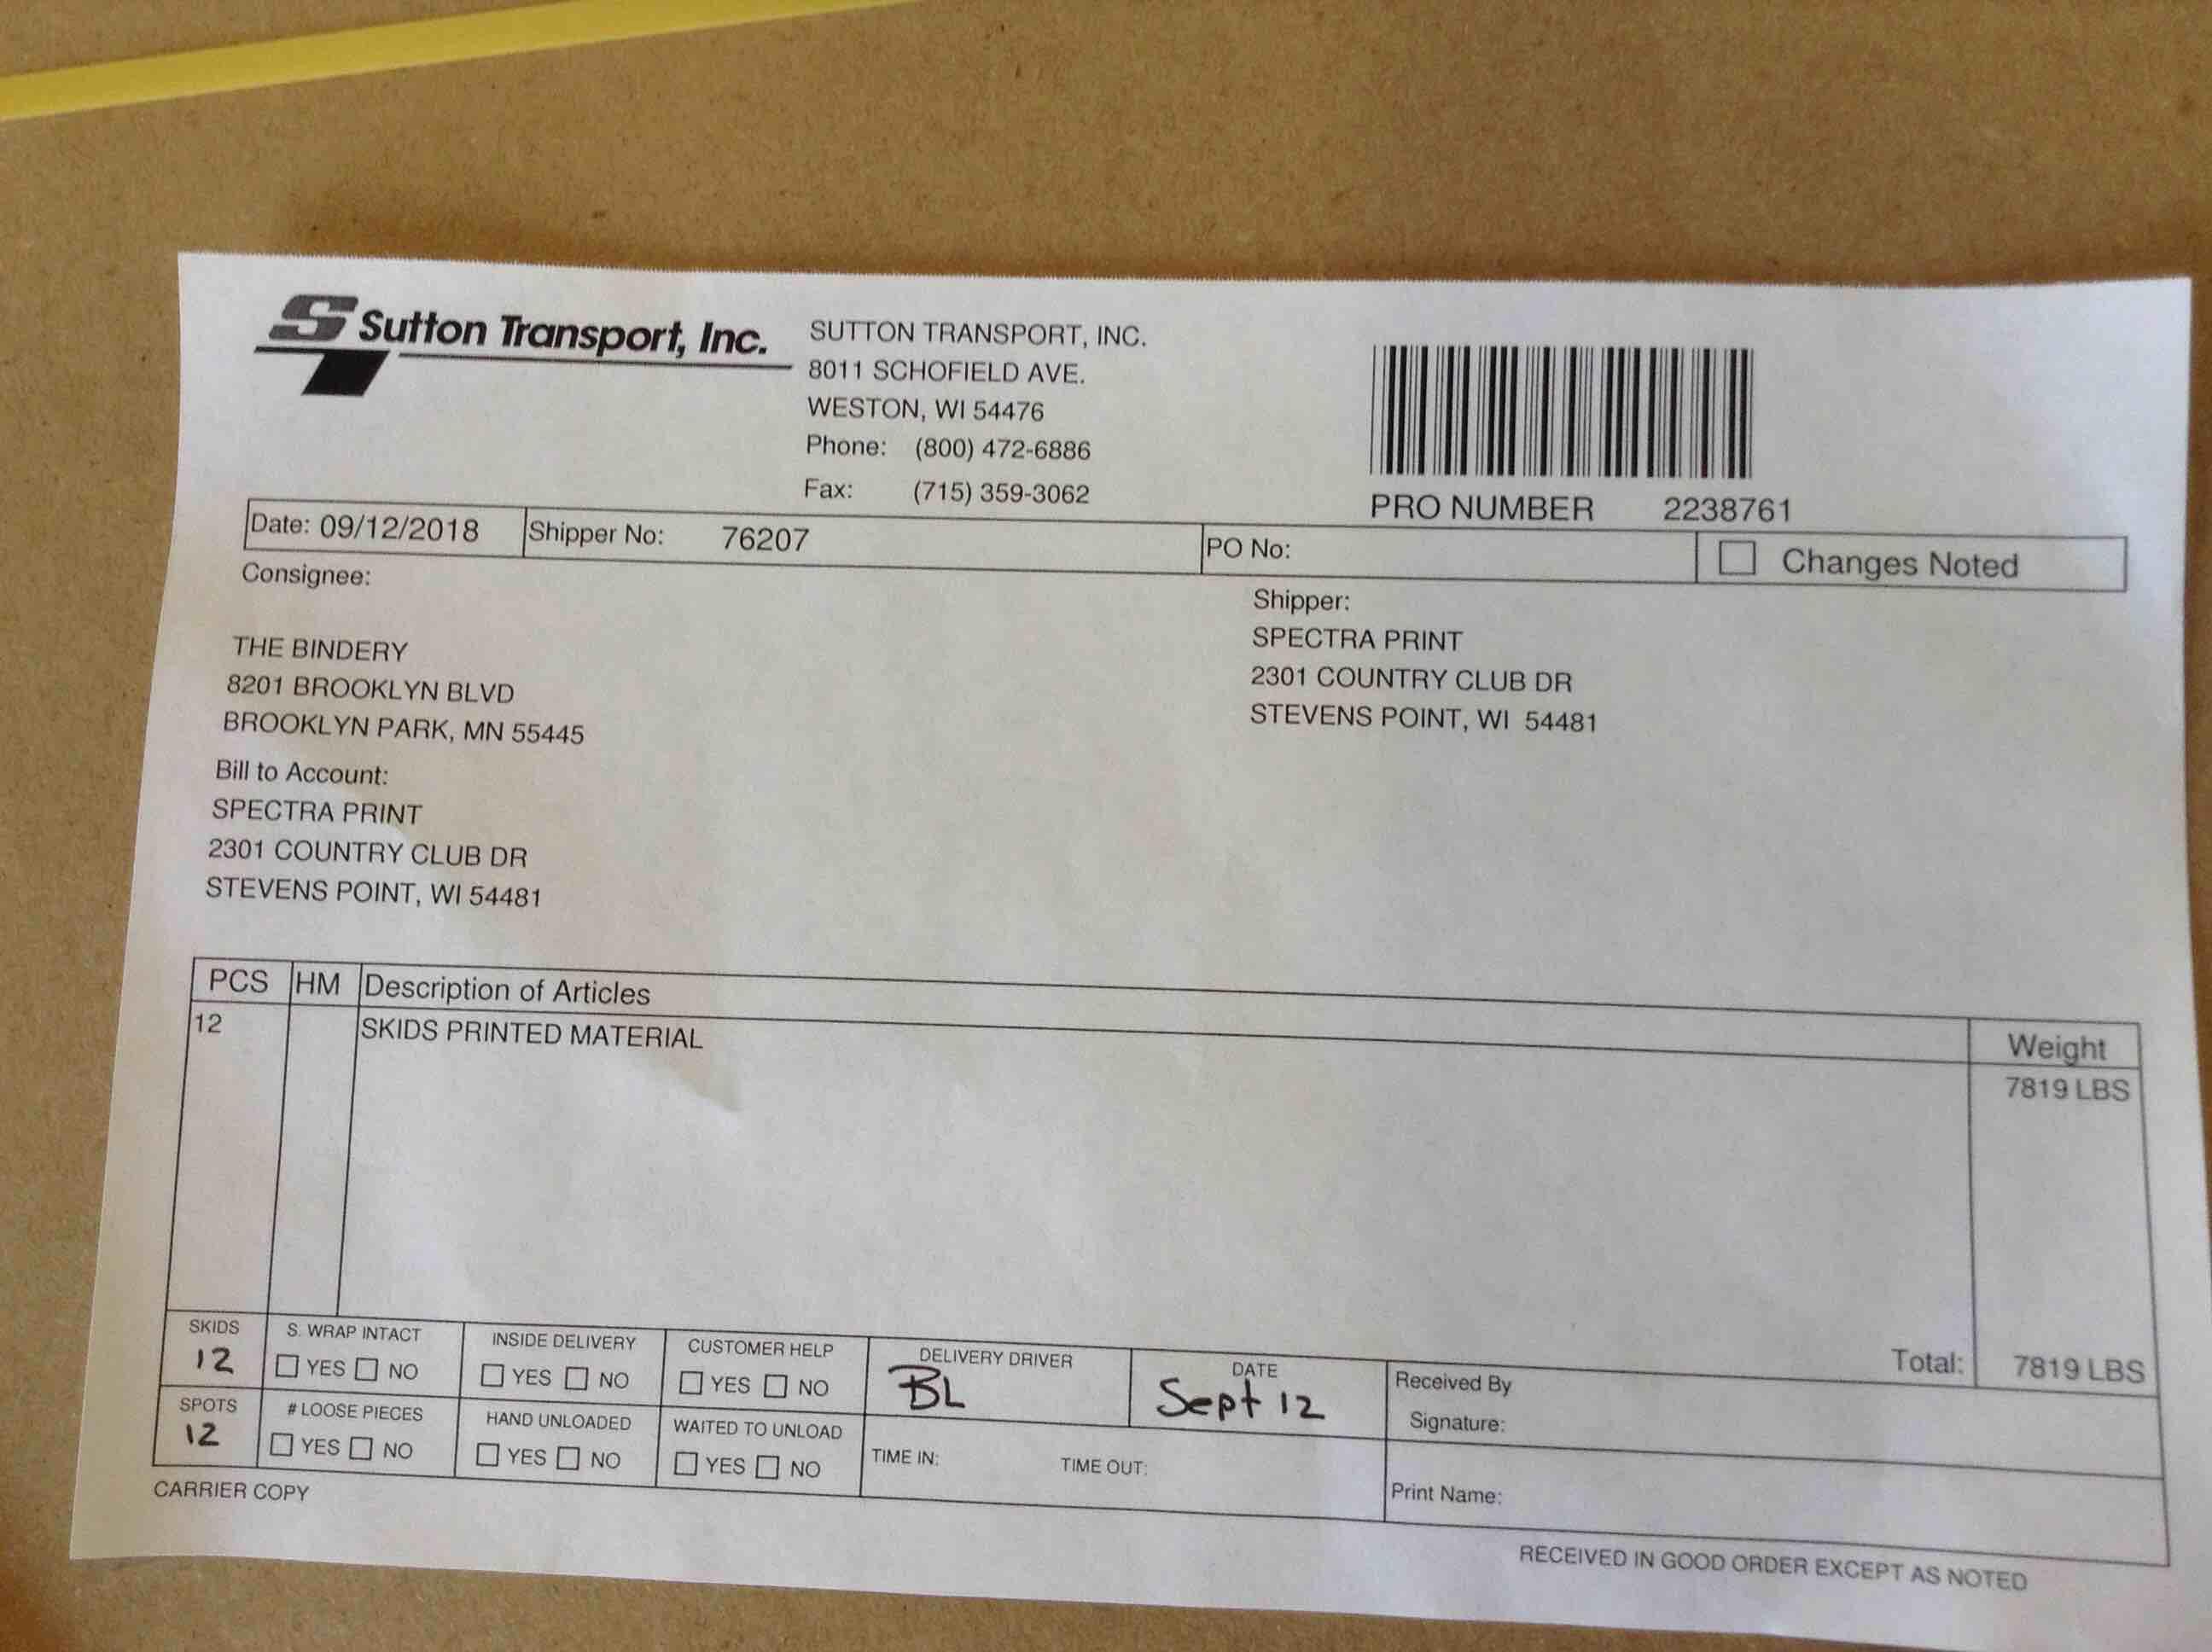 S Sutton Transport, Inc.
SUTTON TRANSPORT, INC.
8011 SCHOFIELD AVE.
WESTON, WI 54476
Phone: (800) 472-6886
Fax: (715) 359-3062
PRO NUMBER 2238761
Date: 09/12/2018 Shipper No: 76207 PO No: Changes Noted
Consignee:
THE BINDERY
8201 BROOKLYN BLVD
BROOKLYN PARK, MN 55445
Shipper:
SPECTRA PRINT
2301 COUNTRY CLUB DR
STEVENS POINT, WI 54481
Bill to Account:
SPECTRA PRINT
2301 COUNTRY CLUB DR
STEVENS POINT, WI 54481
PCS HM Description of Articles Weight
12 SKIDS PRINTED MATERIAL 7819 LBS
Total: 7819 LBS
SKIDS S. WRAP INTACT INSIDE DELIVERY CUSTOMER HELP DELIVERY DRIVER DATE Received By
12 YES NO YES NO YES NO BL Sept 12 Signature:
SPOTS # LOOSE PIECES HAND UNLOADED WAITED TO UNLOAD TIME IN: TIME OUT:
12 YES NO YES NO YES NO Print Name:
CARRIER COPY
RECEIVED IN GOOD ORDER EXCEPT AS NOTED